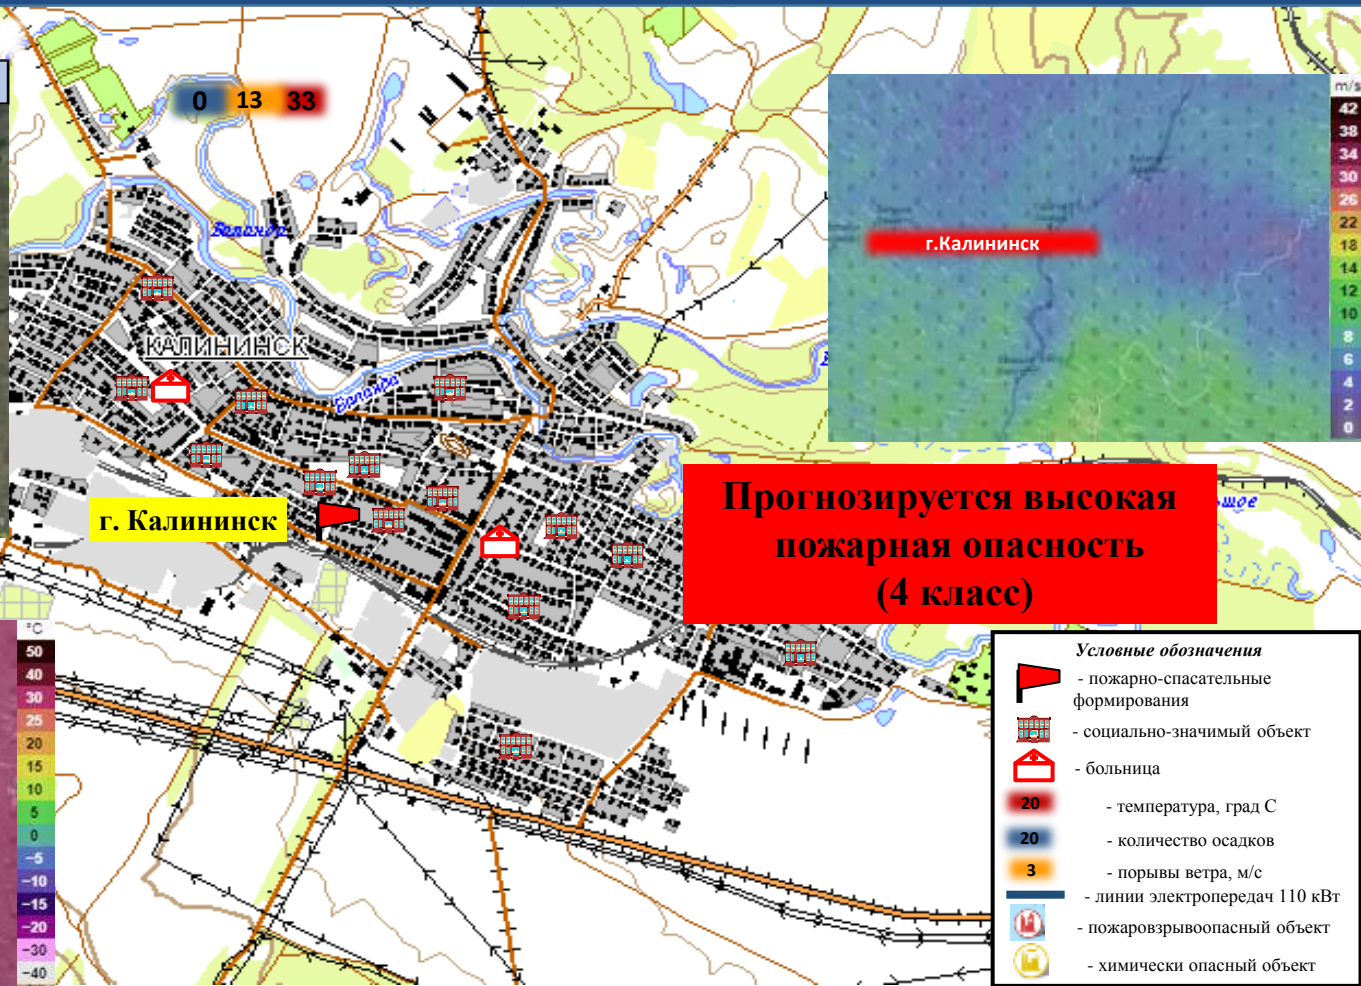 0 13 33
Баланда
КАЛИНИНСК
Баланда
г. Калининск
г.Калининск
m/s
42
38
34
30
26
22
18
14
12
10
8
6
4
2
0
Прогнозируется высокая
пожарная опасность
(4 класс)
ьшое
°C
50
40
30
25
20
15
10
5
0
−5
−10
−15
−20
−30
−40
Условные обозначения
- пожарно-спасательные
формирования
- социально-значимый объект
- больница
20 - температура, град С
20 - количество осадков
3 - порывы ветра, м/с
- линии электропередач 110 кВт
- пожаровзрывоопасный объект
- химически опасный объект